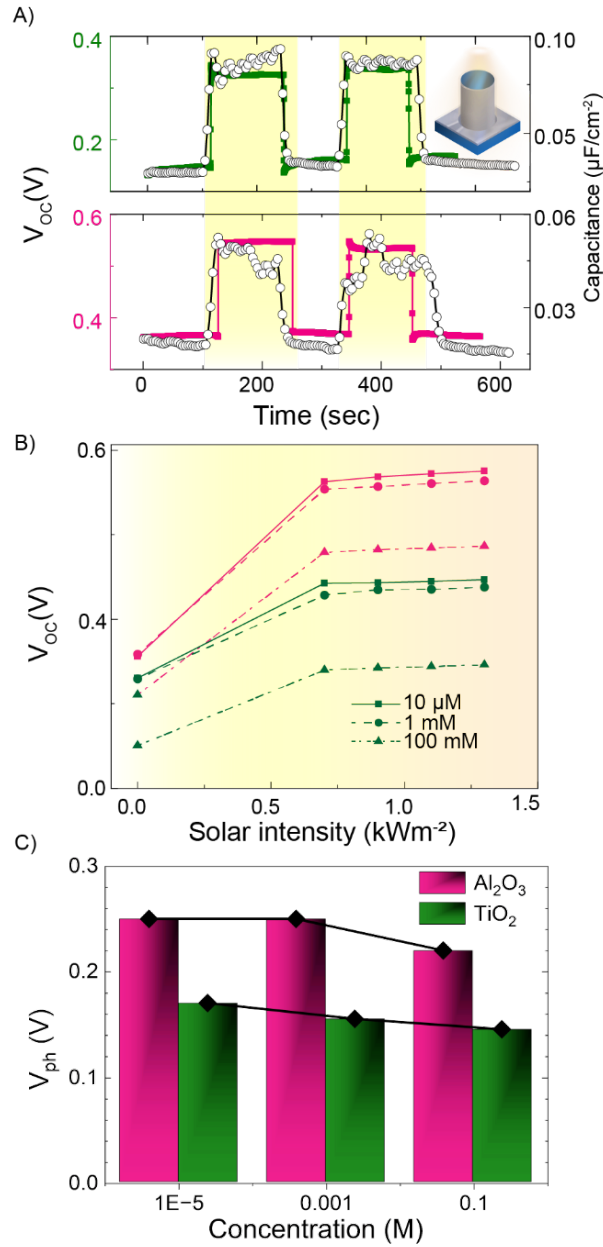 A)
0.4
0.2
0.10
0.05
0.00
0.6
0.4
0.06
0.03
V_OC(V)
Capacitance (µF/cm⁻²)
0
200
400
600
Time (sec)
B)
0.6
0.4
0.0
V_OC(V)
10 µM
1 mM
100 mM
0.0
0.5
1.0
1.5
Solar intensity (kWm⁻²)
C)
0.3
0.2
0.1
0.0
V_ph (V)
Al₂O₃
TiO₂
1E-5
0.001
0.1
Concentration (M)